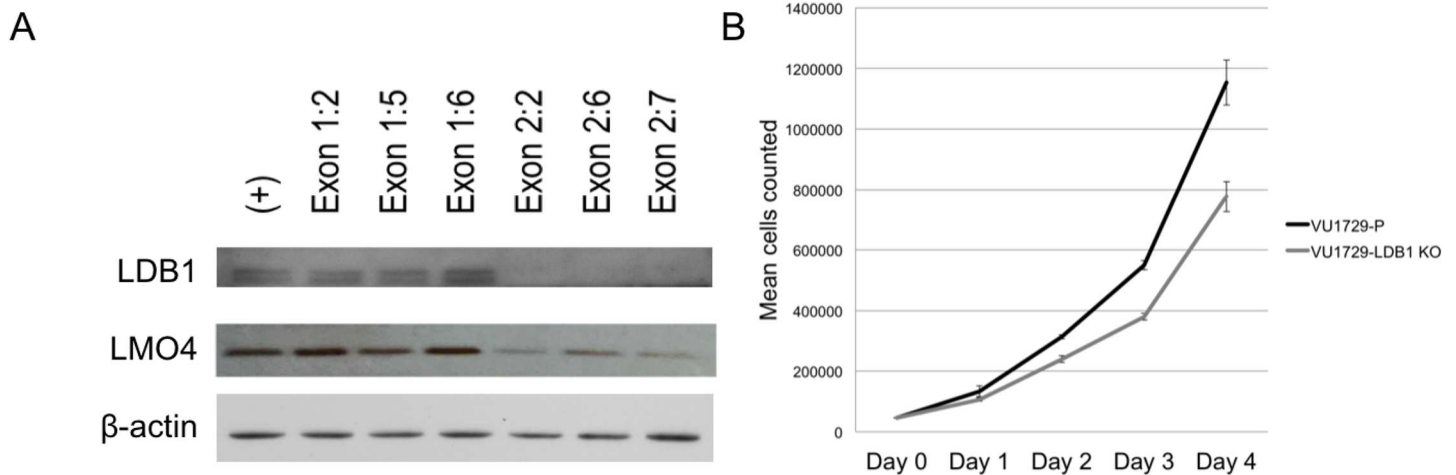 A
(+)
Exon 1:2
Exon 1:5
Exon 1:6
Exon 2:2
Exon 2:6
Exon 2:7
LDB1
LMO4
β-actin
B
1400000
1200000
1000000
800000
600000
400000
200000
0
Mean cells counted
Day 0 Day 1 Day 2 Day 3 Day 4
VU1729-P
VU1729-LDB1 KO